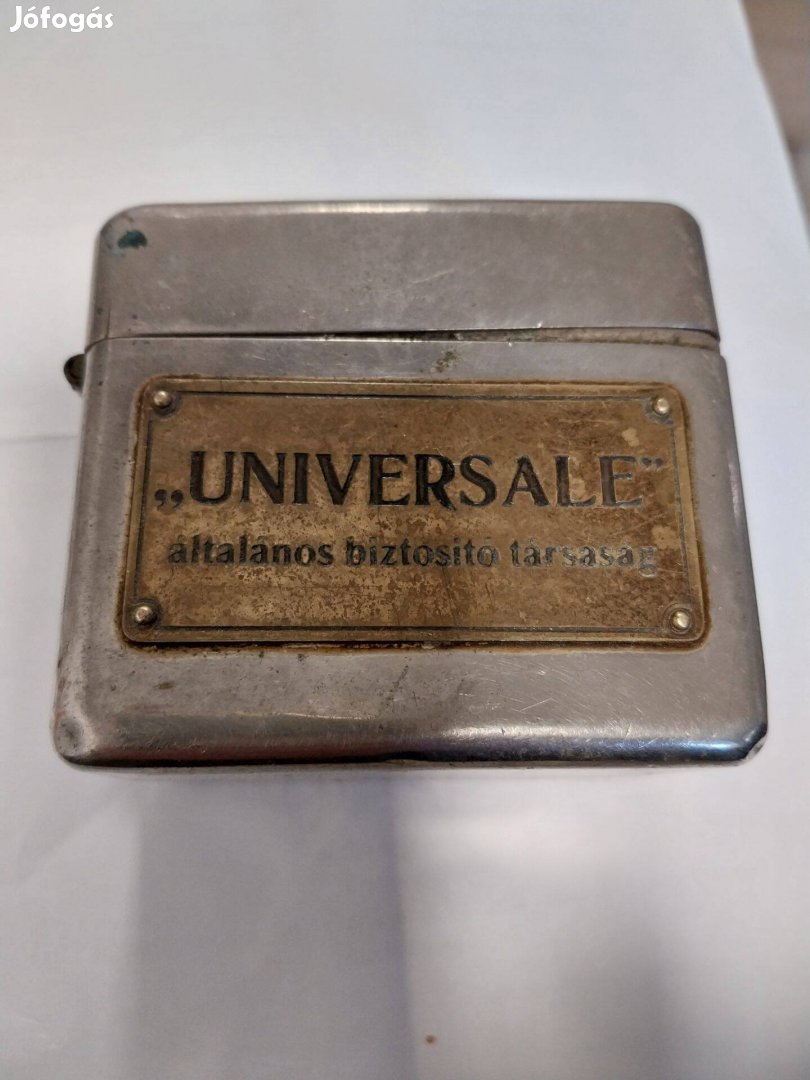 Jófogás
„UNIVERSALE”
általános biztositó társaság